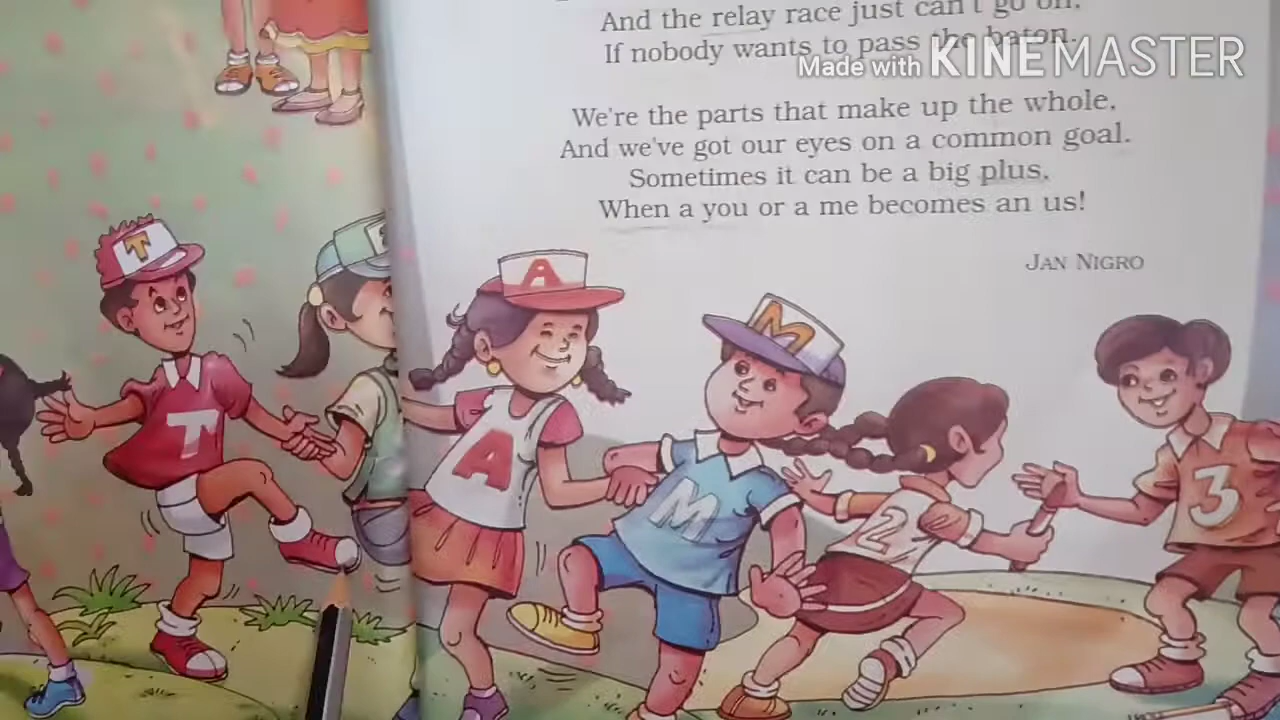 And the relay race just can't go on,
If nobody wants to pass the baton.
Made with KINEMASTER
We're the parts that make up the whole,
And we've got our eyes on a common goal.
Sometimes it can be a big plus,
When a you or a me becomes an us!
JAN NIGRO
T
A
M
T
A
M
2
3